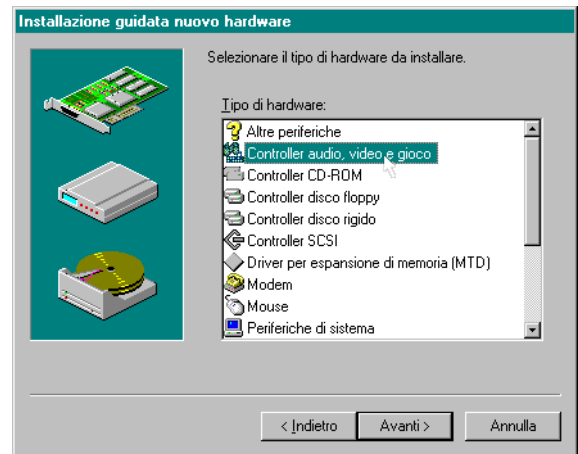 Installazione guidata nuovo hardware
Selezionare il tipo di hardware da installare.
Tipo di hardware:
Altre periferiche
Controller audio, video e gioco
Controller CD-ROM
Controller disco floppy
Controller disco rigido
Controller SCSI
Driver per espansione di memoria (MTD)
Modem
Mouse
Periferiche di sistema
< Indietro
Avanti >
Annulla